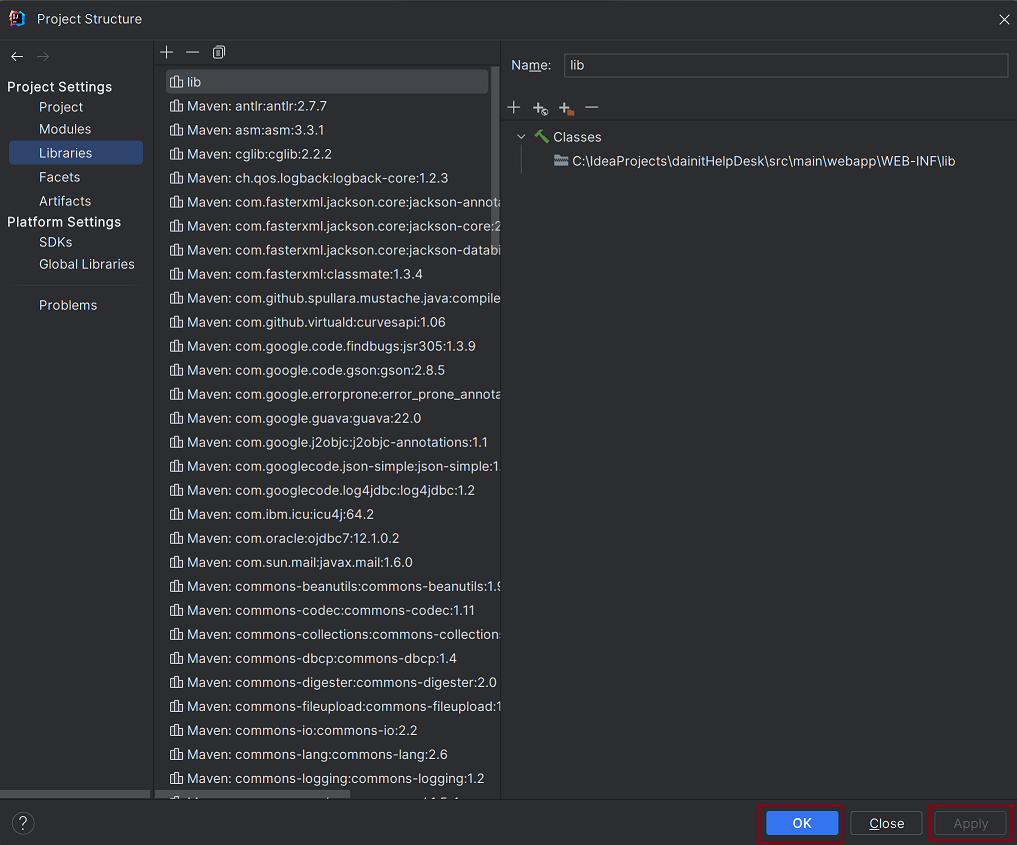 Project Structure
Project Settings
Project
Modules
Libraries
Facets
Artifacts
Platform Settings
SDKs
Global Libraries
Problems
lib
Maven: antlr:antlr:2.7.7
Maven: asm:asm:3.3.1
Maven: cglib:cglib:2.2.2
Maven: ch.qos.logback:logback-core:1.2.3
Maven: com.fasterxml.jackson.core:jackson-annota
Maven: com.fasterxml.jackson.core:jackson-core:2
Maven: com.fasterxml.jackson.core:jackson-databi
Maven: com.fasterxml:classmate:1.3.4
Maven: com.github.spullara.mustache.java:compile
Maven: com.github.virtuald:curvesapi:1.06
Maven: com.google.code.findbugs:jsr305:1.3.9
Maven: com.google.code.gson:gson:2.8.5
Maven: com.google.errorprone:error_prone_annota
Maven: com.google.guava:guava:22.0
Maven: com.google.j2objc:j2objc-annotations:1.1
Maven: com.googlecode.json-simple:json-simple:1.
Maven: com.googlecode.log4jdbc:log4jdbc:1.2
Maven: com.ibm.icu:icu4j:64.2
Maven: com.oracle:ojdbc7:12.1.0.2
Maven: com.sun.mail:javax.mail:1.6.0
Maven: commons-beanutils:commons-beanutils:1.9
Maven: commons-codec:commons-codec:1.11
Maven: commons-collections:commons-collections
Maven: commons-dbcp:commons-dbcp:1.4
Maven: commons-digester:commons-digester:2.0
Maven: commons-fileupload:commons-fileupload:1
Maven: commons-io:commons-io:2.2
Maven: commons-lang:commons-lang:2.6
Maven: commons-logging:commons-logging:1.2
Name: lib
Classes
C:\IdeaProjects\dainitHelpDesk\src\main\webapp\WEB-INF\lib
?
OK
Close
Apply